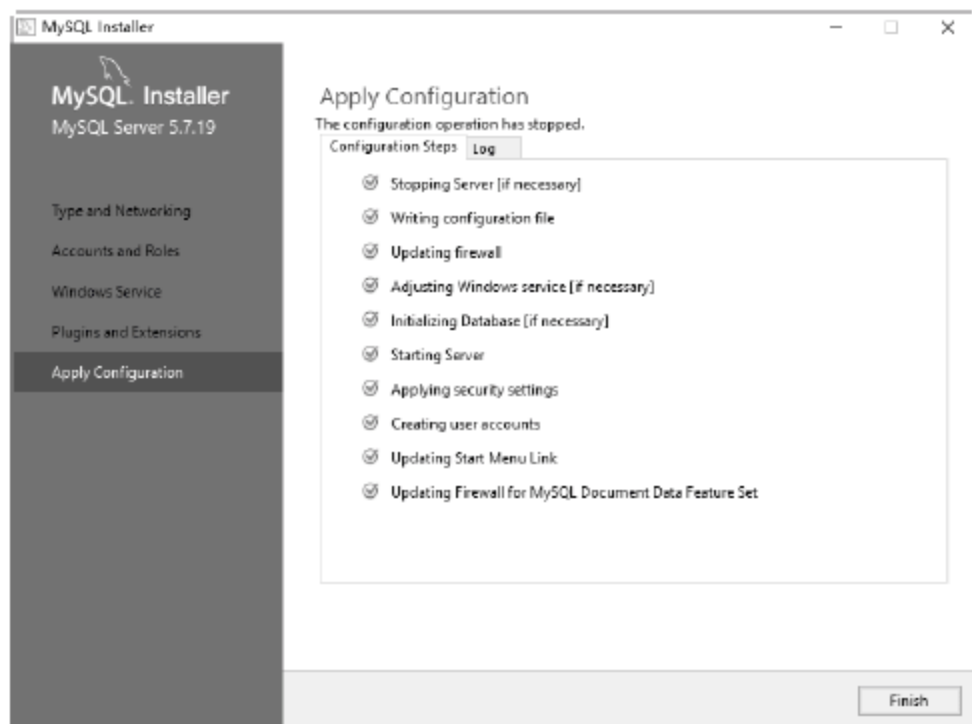 MySQL Installer
MySQL. Installer
MySQL Server 5.7.19
Type and Networking
Accounts and Roles
Windows Service
Plugins and Extensions
Apply Configuration
Apply Configuration
The configuration operation has stopped.
Configuration Steps Log
Stopping Server [if necessary]
Writing configuration file
Updating firewall
Adjusting Windows service [if necessary]
Initializing Database [if necessary]
Starting Server
Applying security settings
Creating user accounts
Updating Start Menu Link
Updating Firewall for MySQL Document Data Feature Set
Finish